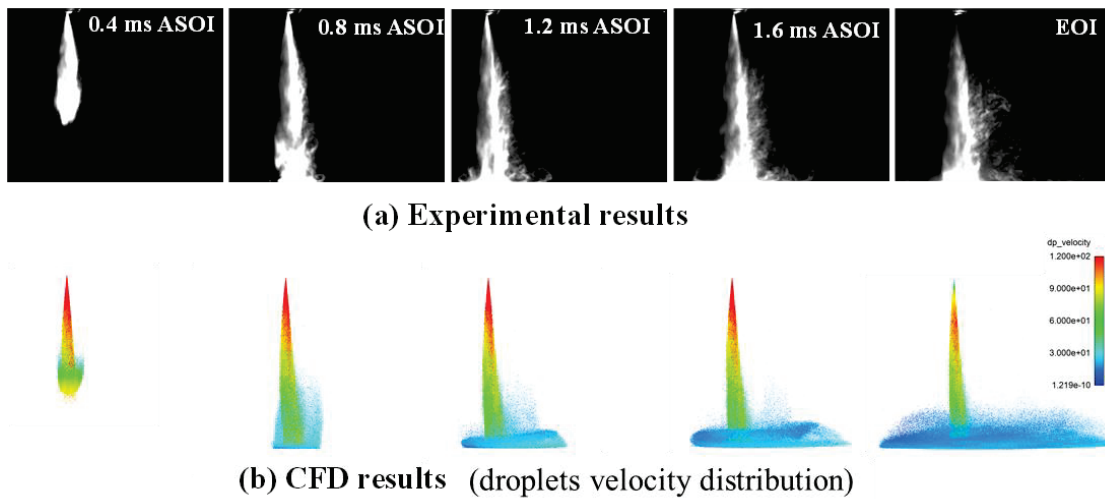 0.4 ms ASOI
0.8 ms ASOI
1.2 ms ASOI
1.6 ms ASOI
EOI
(a) Experimental results
dp_velocity
1.200e+02
9.000e+01
6.000e+01
3.000e+01
1.219e-10
(b) CFD results (droplets velocity distribution)